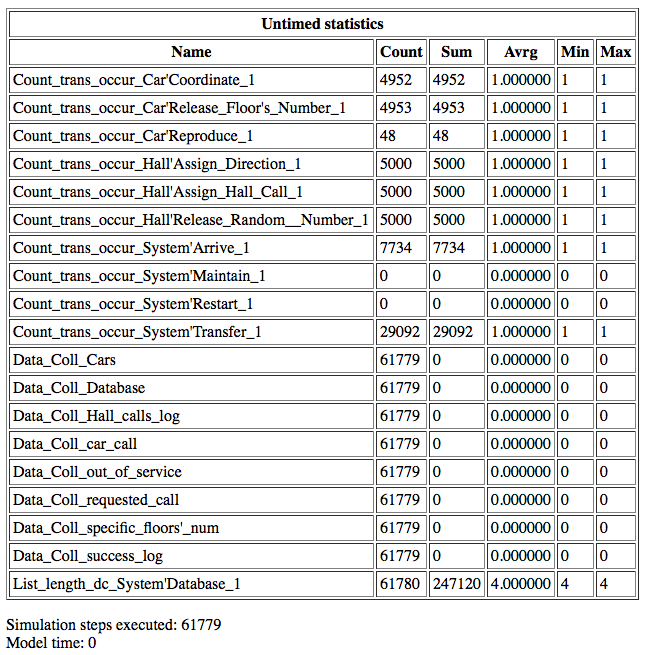 Untimed statistics
Name Count Sum Avrg Min Max
Count_trans_occur_Car'Coordinate_1 4952 4952 1.000000 1 1
Count_trans_occur_Car'Release_Floor's_Number_1 4953 4953 1.000000 1 1
Count_trans_occur_Car'Reproduce_1 48 48 1.000000 1 1
Count_trans_occur_Hall'Assign_Direction_1 5000 5000 1.000000 1 1
Count_trans_occur_Hall'Assign_Hall_Call_1 5000 5000 1.000000 1 1
Count_trans_occur_Hall'Release_Random__Number_1 5000 5000 1.000000 1 1
Count_trans_occur_System'Arrive_1 7734 7734 1.000000 1 1
Count_trans_occur_System'Maintain_1 0 0 0.000000 0 0
Count_trans_occur_System'Restart_1 0 0 0.000000 0 0
Count_trans_occur_System'Transfer_1 29092 29092 1.000000 1 1
Data_Coll_Cars 61779 0 0.000000 0 0
Data_Coll_Database 61779 0 0.000000 0 0
Data_Coll_Hall_calls_log 61779 0 0.000000 0 0
Data_Coll_car_call 61779 0 0.000000 0 0
Data_Coll_out_of_service 61779 0 0.000000 0 0
Data_Coll_requested_call 61779 0 0.000000 0 0
Data_Coll_specific_floors'_num 61779 0 0.000000 0 0
Data_Coll_success_log 61779 0 0.000000 0 0
List_length_dc_System'Database_1 61780 247120 4.000000 4 4
Simulation steps executed: 61779
Model time: 0